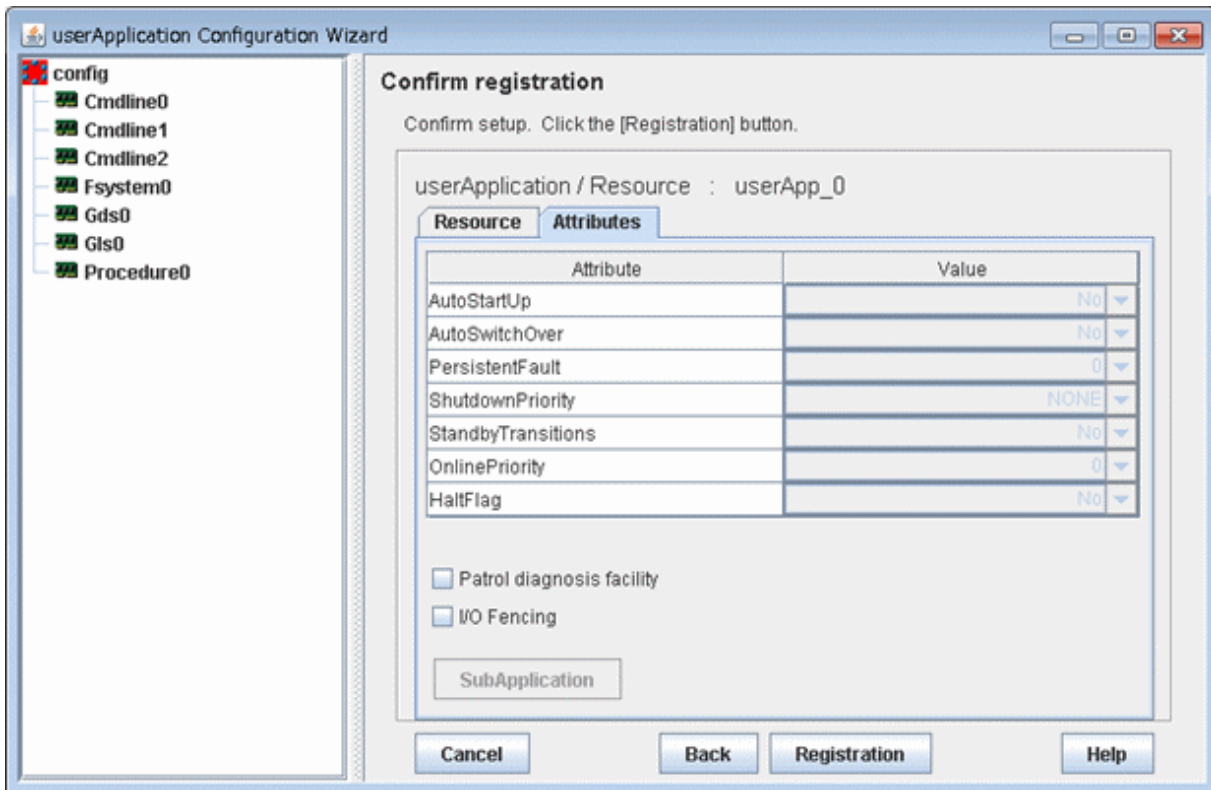 userApplication Configuration Wizard
config
Cmdline0
Cmdline1
Cmdline2
Fsystem0
Gds0
Gls0
Procedure0
Confirm registration
Confirm setup. Click the [Registration] button.
userApplication / Resource : userApp_0
Resource Attributes
Attribute Value
AutoStartUp No
AutoSwitchOver No
PersistentFault 0
ShutdownPriority NONE
StandbyTransitions No
OnlinePriority 0
HaltFlag No
Patrol diagnosis facility
I/O Fencing
SubApplication
Cancel Back Registration Help